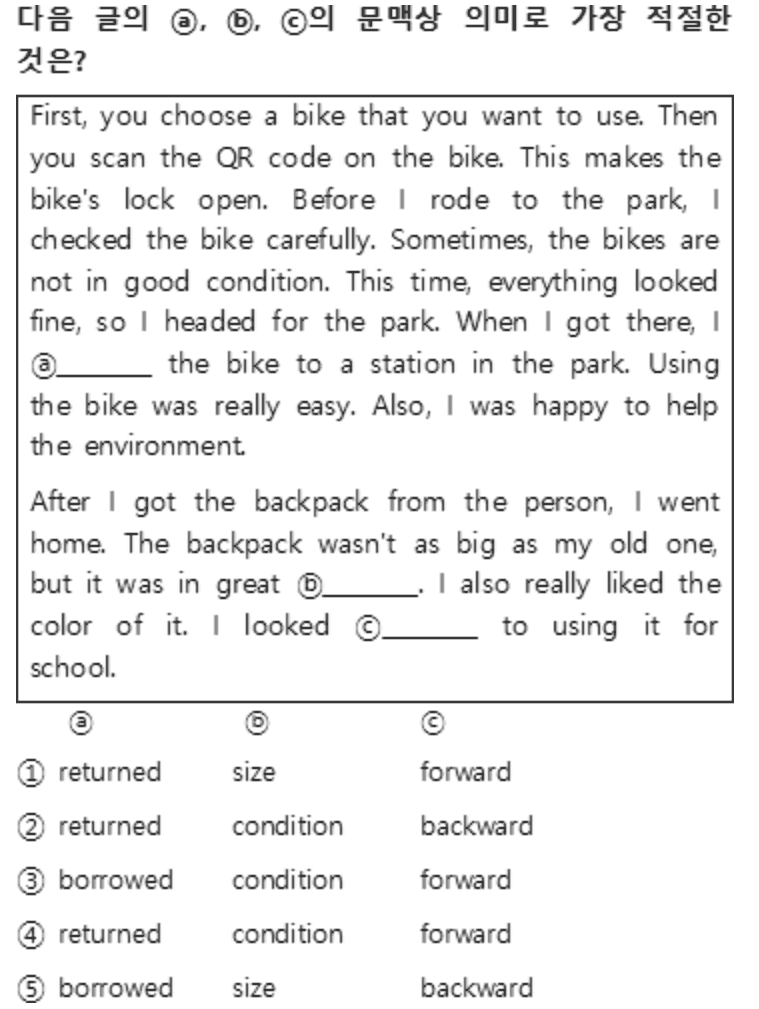 다음 글의 ⓐ, ⓑ, ⓒ의 문맥상 의미로 가장 적절한
것은?
First, you choose a bike that you want to use. Then
you scan the QR code on the bike. This makes the
bike's lock open. Before I rode to the park, I
checked the bike carefully. Sometimes, the bikes are
not in good condition. This time, everything looked
fine, so I headed for the park. When I got there, I
ⓐ_______ the bike to a station in the park. Using
the bike was really easy. Also, I was happy to help
the environment.
After I got the backpack from the person, I went
home. The backpack wasn't as big as my old one,
but it was in great ⓑ_______. I also really liked the
color of it. I looked ⓒ_______ to using it for
school.
ⓐ ⓑ ⓒ
① returned size forward
② returned condition backward
③ borrowed condition forward
④ returned condition forward
⑤ borrowed size backward